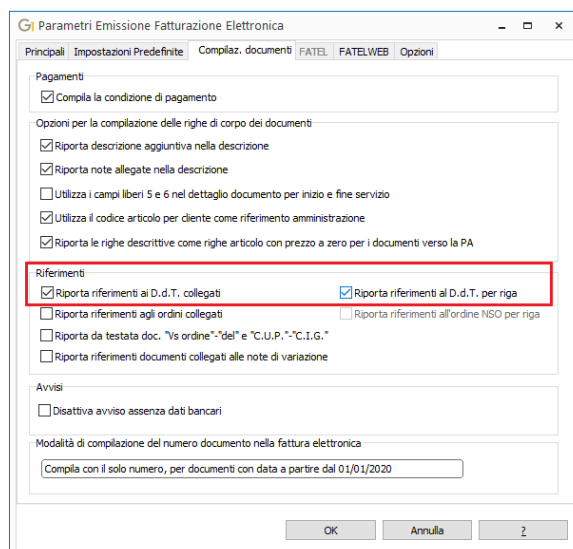 GI Parametri Emissione Fatturazione Elettronica
Principali Impostazioni Predefinite Compilaz. documenti FATEL FATELWEB Opzioni
Pagamenti
Compila la condizione di pagamento
Opzioni per la compilazione delle righe di corpo dei documenti
Riporta descrizione aggiuntiva nella descrizione
Riporta note allegate nella descrizione
Utilizza i campi liberi 5 e 6 nel dettaglio documento per inizio e fine servizio
Utilizza il codice articolo per cliente come riferimento amministrazione
Riporta le righe descrittive come righe articolo con prezzo a zero per i documenti verso la PA
Riferimenti
Riporta riferimenti ai D.d.T. collegati Riporta riferimenti al D.d.T. per riga
Riporta riferimenti agli ordini collegati Riporta riferimenti all'ordine NSO per riga
Riporta da testata doc. "Vs ordine"-"del" e "C.U.P."-"C.I.G."
Riporta riferimenti documenti collegati alle note di variazione
Avvisi
Disattiva avviso assenza dati bancari
Modalità di compilazione del numero documento nella fattura elettronica
Compila con il solo numero, per documenti con data a partire dal 01/01/2020
OK Annulla ?